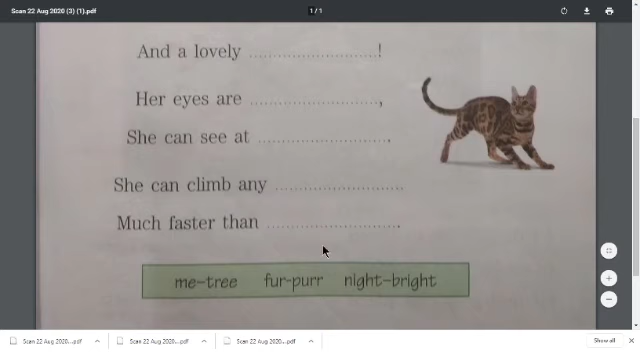 Scan 22 Aug 2020 (3) (1).pdf
1 / 1
And a lovely ..............................!
Her eyes are ..............................,
She can see at ..............................
She can climb any ..............................
Much faster than ..............................
me–tree fur-purr night–bright
Scan 22 Aug 2020....pdf
Scan 22 Aug 2020....pdf
Scan 22 Aug 2020....pdf
Show all